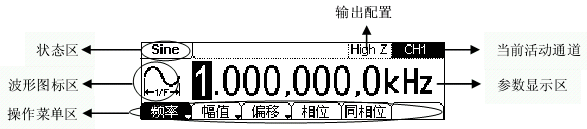 输出配置
状态区 Sine High Z CH1 当前活动通道
波形图标区 1/F 1.000,000,0kHz 参数显示区
操作菜单区 频率 幅值 偏移 相位 同相位